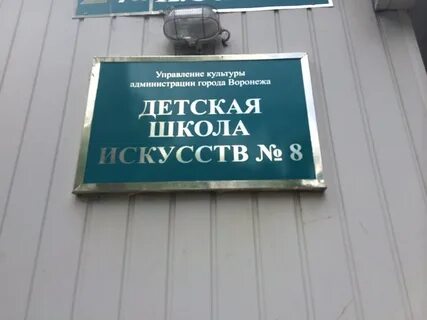 Управление культуры
администрации города Воронежа
ДЕТСКАЯ
ШКОЛА
ИСКУССТВ № 8